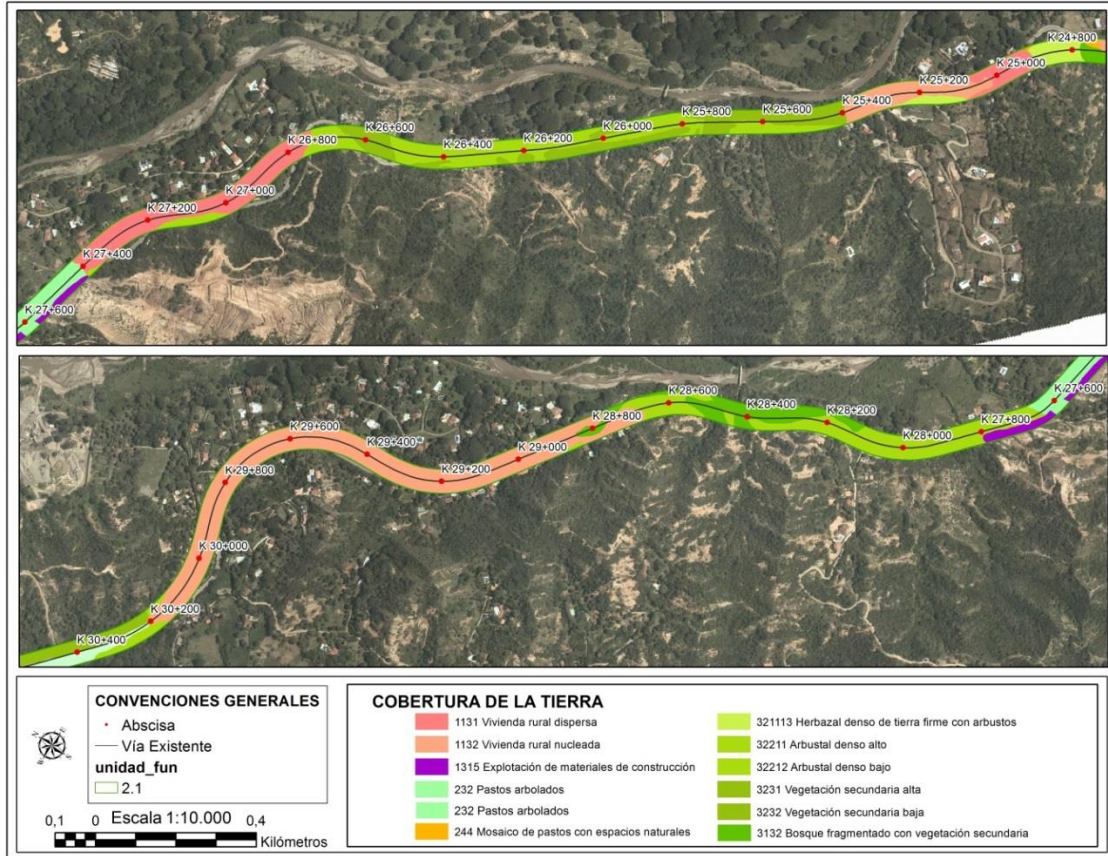 K 24+800
K 25+000
K 25+200
K 25+400
K 25+600
K 25+800
K 26+000
K 26+200
K 26+400
K 26+600
K 26+800
K 27+000
K 27+200
K 27+400
K 27+600
K 27+600
K 27+800
K 28+000
K 28+200
K 28+400
K 28+600
K 28+800
K 29+000
K 29+200
K 29+400
K 29+600
K 29+800
K 30+000
K 30+200
K 30+400
CONVENCIONES GENERALES
Abscisa
Vía Existente
unidad_fun
2.1
Escala 1:10.000
0,1 0 0,4
Kilómetros
COBERTURA DE LA TIERRA
1131 Vivienda rural dispersa
1132 Vivienda rural nucleada
1315 Explotación de materiales de construcción
232 Pastos arbolados
232 Pastos arbolados
244 Mosaico de pastos con espacios naturales
321113 Herbazal denso de tierra firme con arbustos
32211 Arbustal denso alto
32212 Arbustal denso bajo
3231 Vegetación secundaria alta
3232 Vegetación secundaria baja
3132 Bosque fragmentado con vegetación secundaria